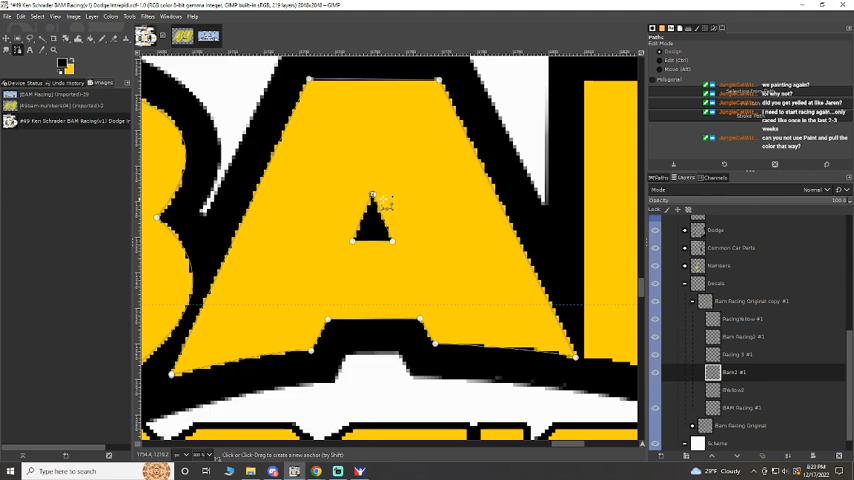 *#49 Ken Schrader BAM Racing(v1) Dodge Intrepid.xcf-1.0 (RGB color 8-bit gamma integer, GIMP built-in sRGB, 219 layers) 2048x2048 – GIMP
File Edit Select View Image Layer Colors Tools Filters Windows Help
Paths
Edit Mode
Design
Edit (Ctrl)
Move (Alt)
Polygonal
Stroke Path
we painting again?
lol why not?
did you get yelled at like Jaren?
I need to start racing again...only
raced like once in the last 2-3
weeks
can you not use Paint and pull the
color that way?
Device Status Undo History Images
[BAM Racing] (imported)-29
#49 Ken Schrader BAM Racing(v1) Dodge In
Paths Layers Channels
Mode Normal
Opacity 100.0
Lock:
Dodge
Common Car Parts
Numbers
Decals
Bam Racing Original copy #1
RacingYellow #1
Bam Racing2 #1
Racing 3 #1
Bam2 #1
BYellow2
BAM Racing #1
Bam Racing Original
Scheme
A
Click or Click-Drag to create a new anchor (try Shift)
Type here to search
29°F Cloudy
8:23 PM
12/17/2022